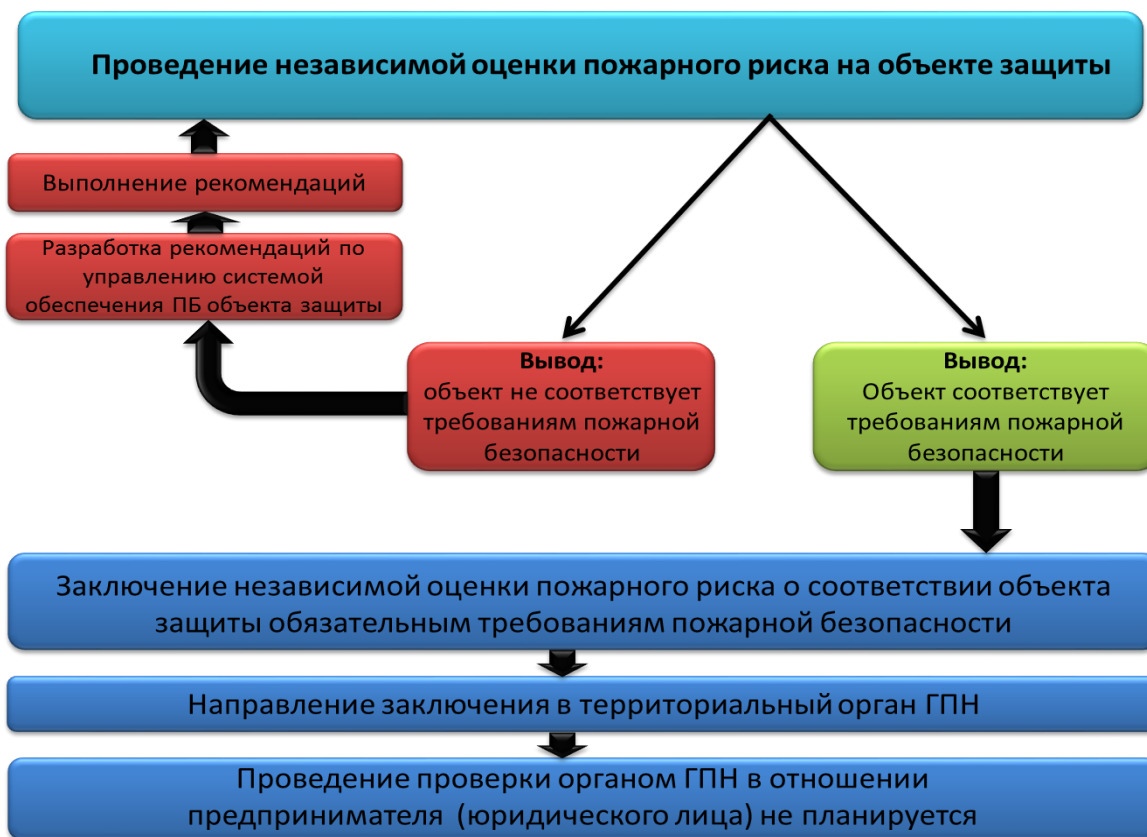 Проведение независимой оценки пожарного риска на объекте защиты
Выполнение рекомендаций
Разработка рекомендаций по
управлению системой
обеспечения ПБ объекта защиты
Вывод:
объект не соответствует
требованиям пожарной
безопасности
Вывод:
Объект соответствует
требованиям пожарной
безопасности
Заключение независимой оценки пожарного риска о соответствии объекта
защиты обязательным требованиям пожарной безопасности
Направление заключения в территориальный орган ГПН
Проведение проверки органом ГПН в отношении
предпринимателя (юридического лица) не планируется